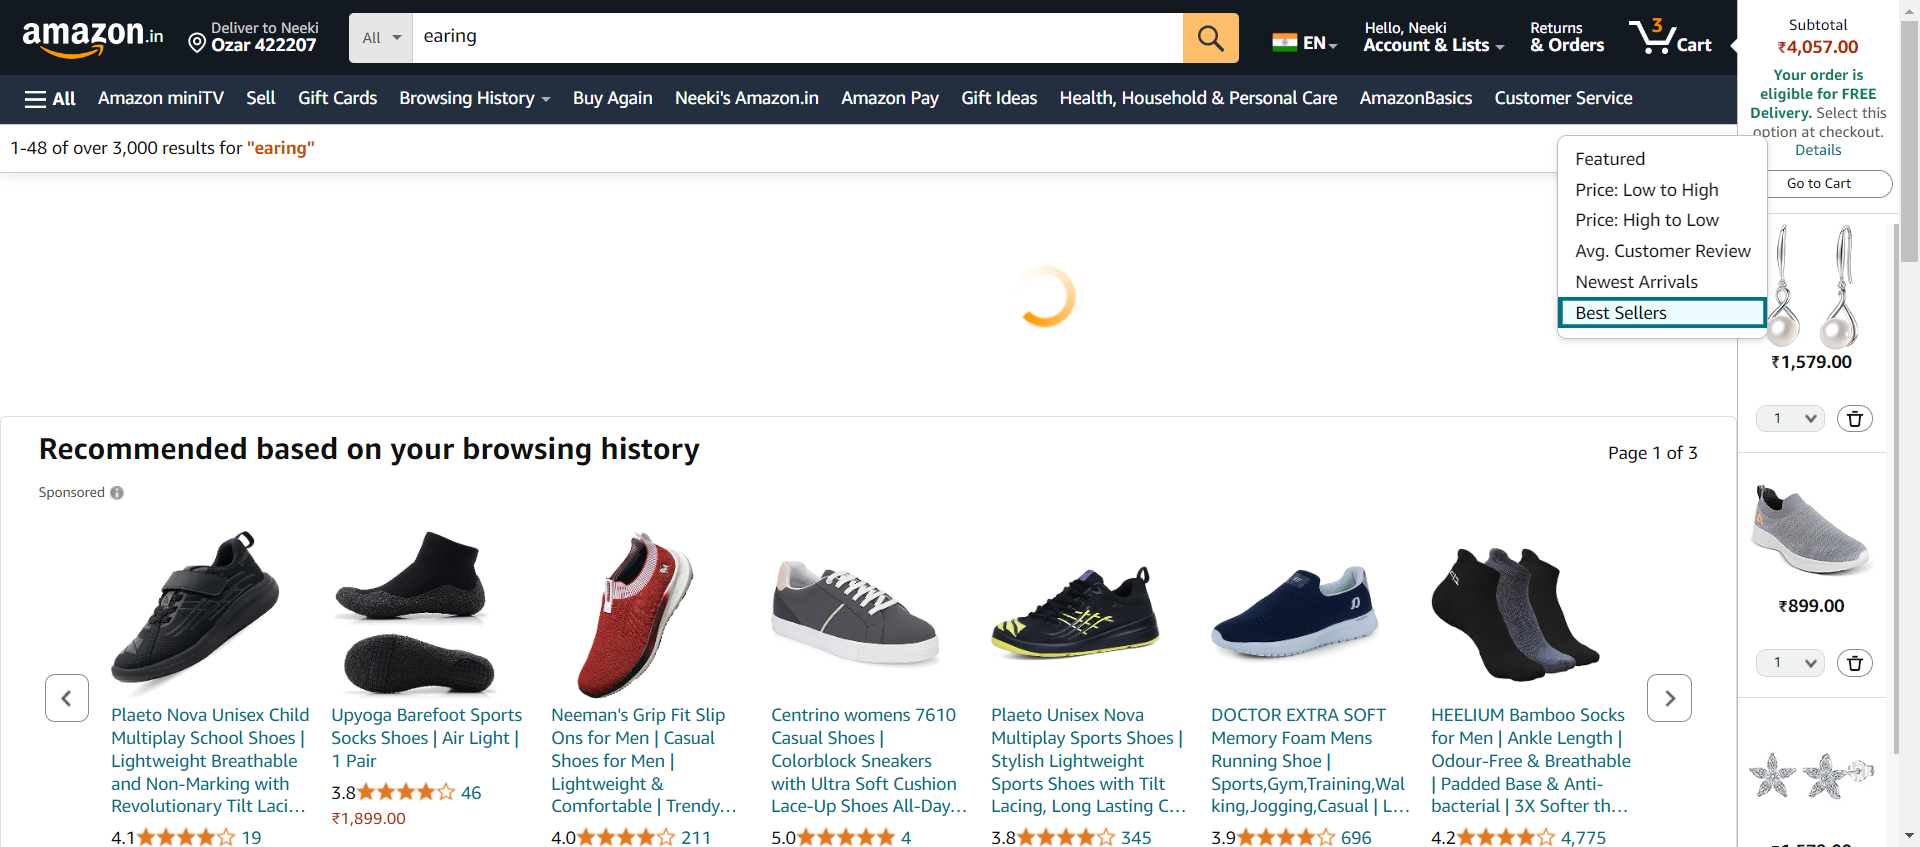 amazon.in
Deliver to Neeki
Ozar 422207
All
earing
EN
Hello, Neeki
Account & Lists
Returns
& Orders
3
Cart
Subtotal
₹4,057.00
Your order is
eligible for FREE
Delivery. Select this
option at checkout.
Details
Go to Cart
All
Amazon miniTV
Sell
Gift Cards
Browsing History
Buy Again
Neeki's Amazon.in
Amazon Pay
Gift Ideas
Health, Household & Personal Care
AmazonBasics
Customer Service
1-48 of over 3,000 results for "earing"
Featured
Price: Low to High
Price: High to Low
Avg. Customer Review
Newest Arrivals
Best Sellers
₹1,579.00
1
₹899.00
1
Recommended based on your browsing history
Page 1 of 3
Sponsored
Plaeto Nova Unisex Child
Multiplay School Shoes |
Lightweight Breathable
and Non-Marking with
Revolutionary Tilt Laci...
4.1 19
Upyoga Barefoot Sports
Socks Shoes | Air Light |
1 Pair
3.8 46
₹1,899.00
Neeman's Grip Fit Slip
Ons for Men | Casual
Shoes for Men |
Lightweight &
Comfortable | Trendy...
4.0 211
Centrino womens 7610
Casual Shoes |
Colorblock Sneakers
with Ultra Soft Cushion
Lace-Up Shoes All-Day...
5.0 4
Plaeto Unisex Nova
Multiplay Sports Shoes |
Stylish Lightweight
Sports Shoes with Tilt
Lacing, Long Lasting C...
3.8 345
DOCTOR EXTRA SOFT
Memory Foam Mens
Running Shoe |
Sports,Gym,Training,Wal
king,Jogging,Casual | L...
3.9 696
HEELIUM Bamboo Socks
for Men | Ankle Length |
Odour-Free & Breathable
| Padded Base & Anti-
bacterial | 3X Softer th...
4.2 4,775